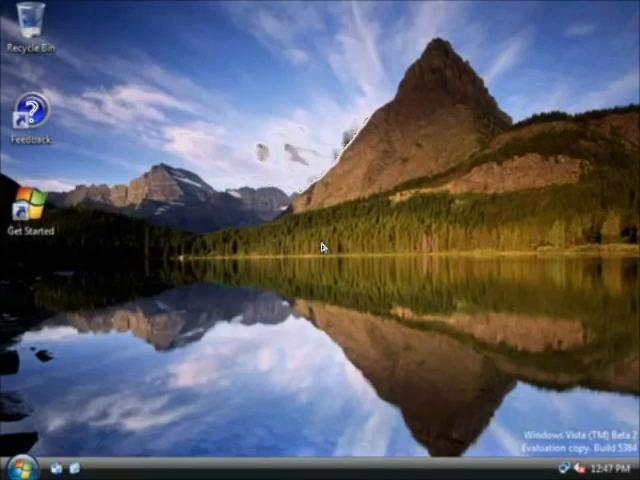 Recycle Bin
Feedback
Get Started
Windows Vista (TM) Beta 2
Evaluation copy. Build 5384
12:47 PM